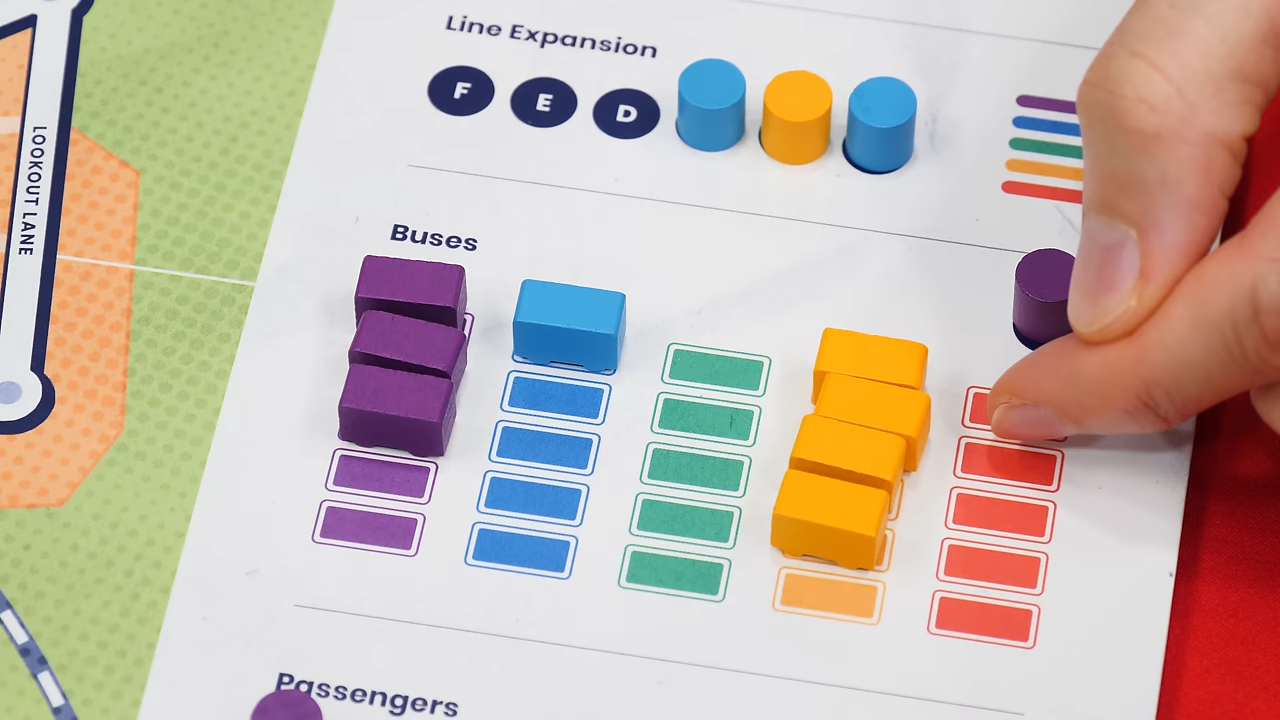 Line Expansion
F E D
LOOKOUT LANE
Buses
Passengers